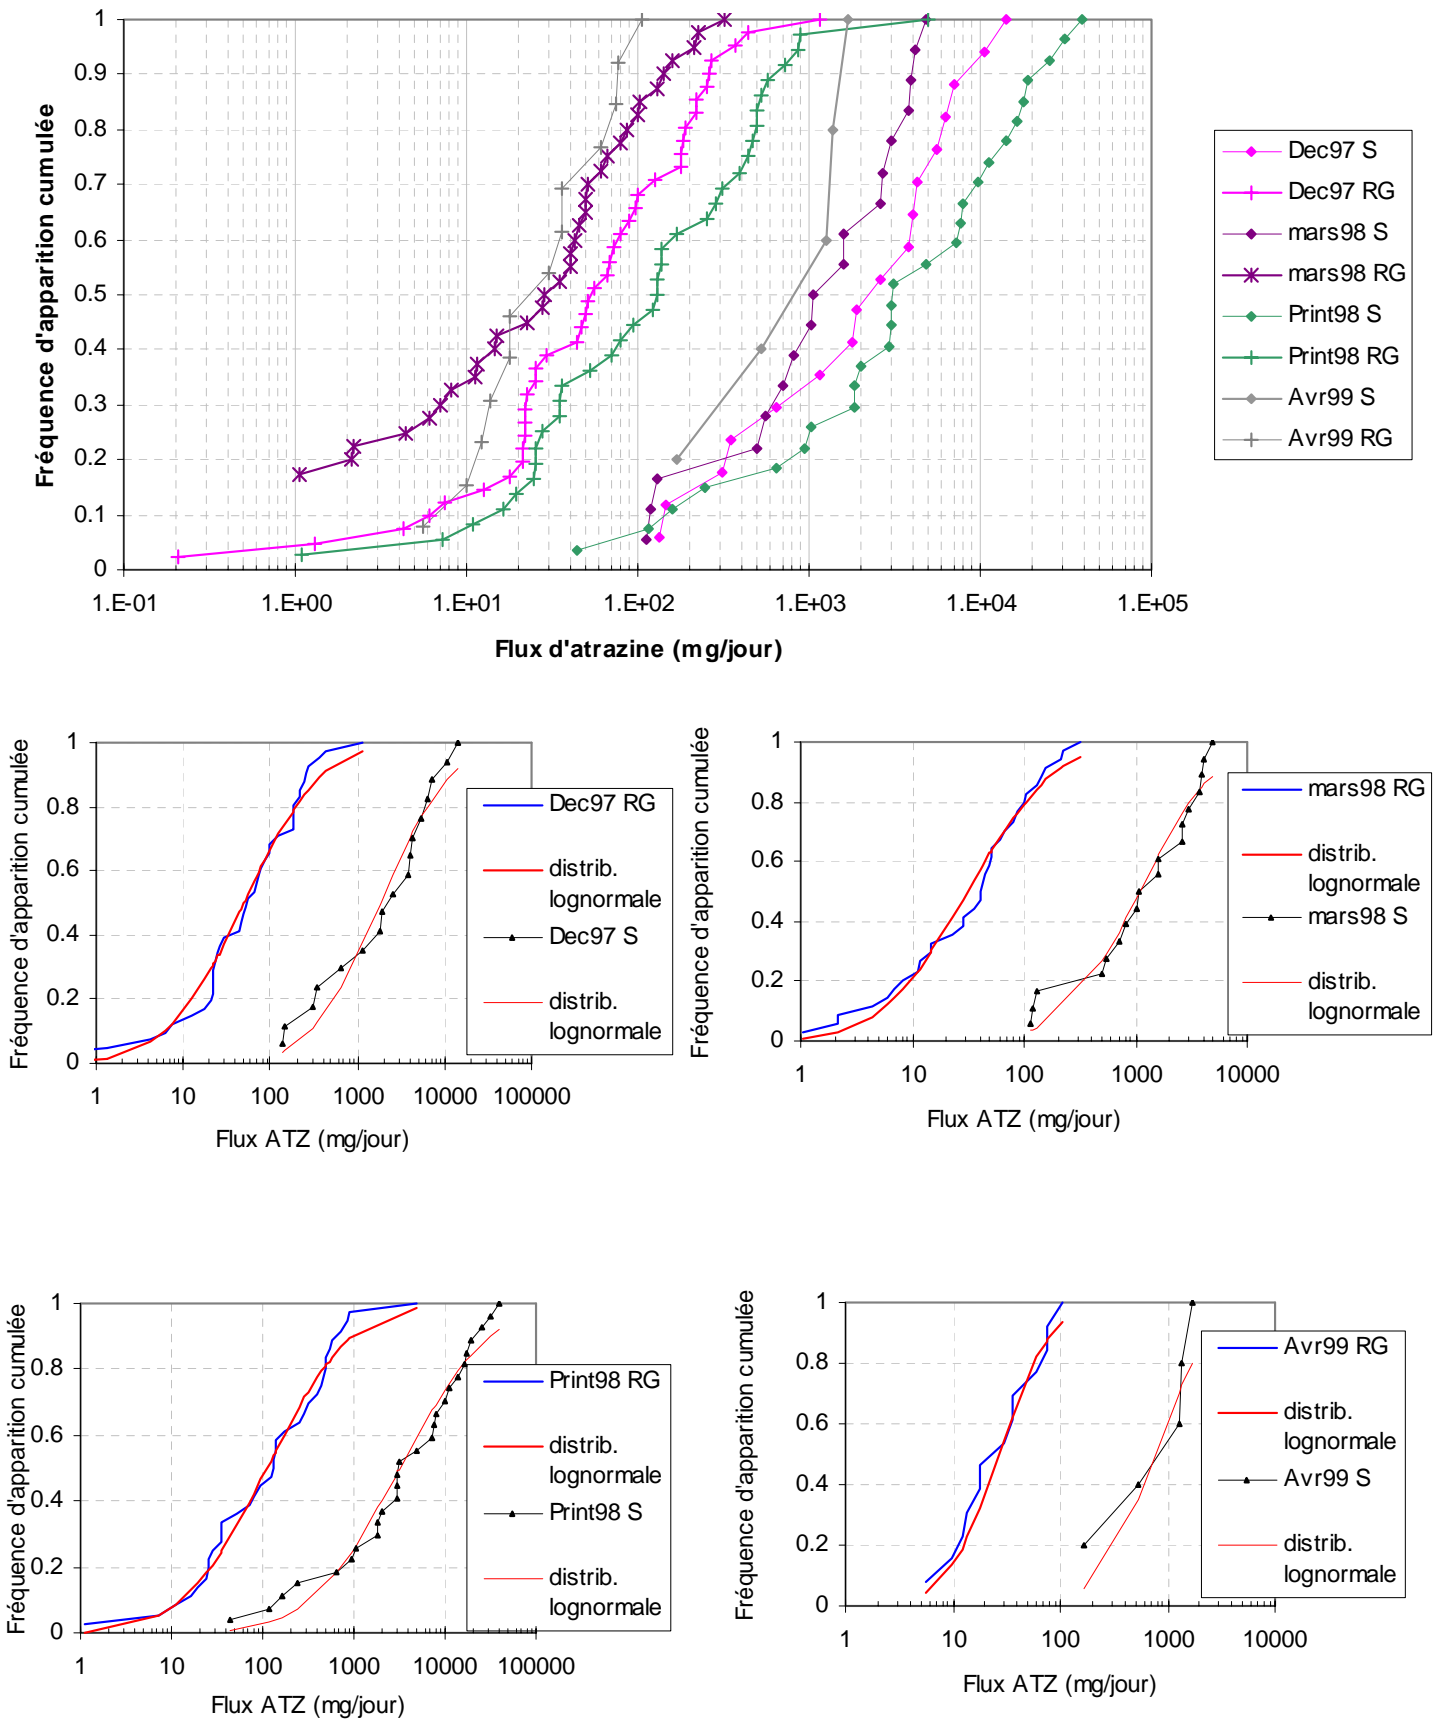 Fréquence d'apparition cumulée
1
0.9
0.8
0.7
0.6
0.5
0.4
0.3
0.2
0.1
0
1.E-01 1.E+00 1.E+01 1.E+02 1.E+03 1.E+04 1.E+05
Flux d'atrazine (mg/jour)
Dec97 S
Dec97 RG
mars98 S
mars98 RG
Print98 S
Print98 RG
Avr99 S
Avr99 RG
Fréquence d'apparition cumulée
1
0.8
0.6
0.4
0.2
0
1 10 100 1000 10000 100000
Flux ATZ (mg/jour)
Dec97 RG
distrib.
lognormale
Dec97 S
distrib.
lognormale
Fréquence d'apparition cumulée
1
0.8
0.6
0.4
0.2
0
1 10 100 1000 10000
Flux ATZ (mg/jour)
mars98 RG
distrib.
lognormale
mars98 S
distrib.
lognormale
Fréquence d'apparition cumulée
1
0.8
0.6
0.4
0.2
0
1 10 100 1000 10000 100000
Flux ATZ (mg/jour)
Print98 RG
distrib.
lognormale
Print98 S
distrib.
lognormale
Fréquence d'apparition cumulée
1
0.8
0.6
0.4
0.2
0
1 10 100 1000 10000
Flux ATZ (mg/jour)
Avr99 RG
distrib.
lognormale
Avr99 S
distrib.
lognormale